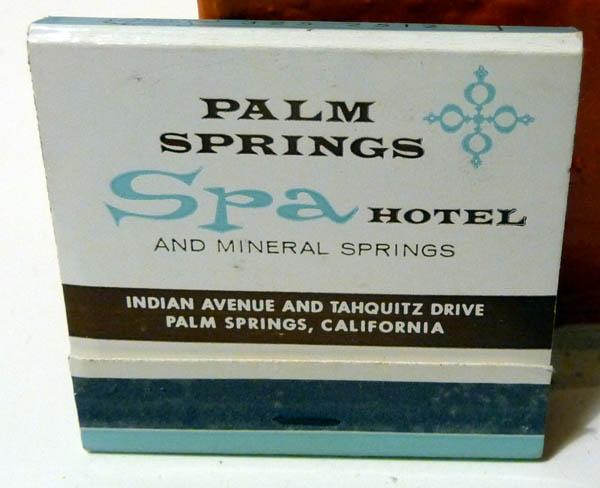 PALM
SPRINGS
Spa HOTEL
AND MINERAL SPRINGS
INDIAN AVENUE AND TAHQUITZ DRIVE
PALM SPRINGS, CALIFORNIA